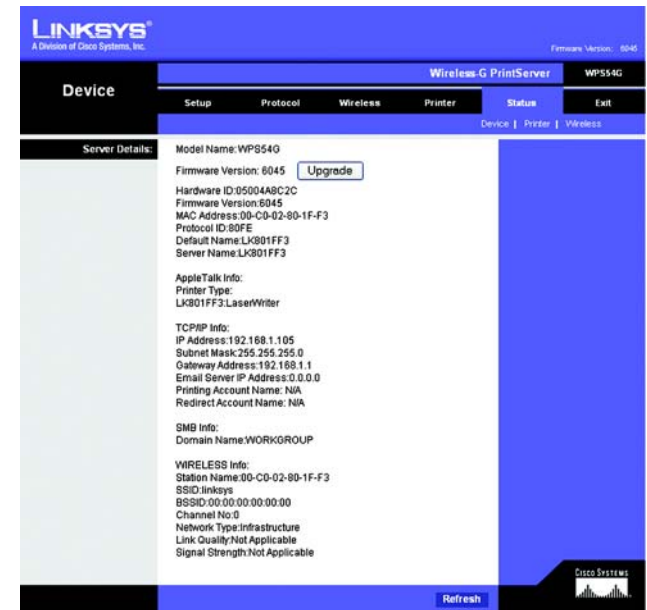 LINKSYS®
A Division of Cisco Systems, Inc.
Firmware Version: 6045
Device
Wireless-G PrintServer
WPS54G
Setup Protocol Wireless Printer Status Exit
Device | Printer | Wireless
Server Details:
Model Name:WPS54G
Firmware Version: 6045 Upgrade
Hardware ID:05004A8C2C
Firmware Version:6045
MAC Address:00-C0-02-80-1F-F3
Protocol ID:80FE
Default Name:LK801FF3
Server Name:LK801FF3
AppleTalk Info:
Printer Type:
LK801FF3:LaserWriter
TCP/IP Info:
IP Address:192.168.1.105
Subnet Mask:255.255.255.0
Gateway Address:192.168.1.1
Email Server IP Address:0.0.0.0
Printing Account Name: N/A
Redirect Account Name: N/A
SMB Info:
Domain Name:WORKGROUP
WIRELESS Info:
Station Name:00-C0-02-80-1F-F3
SSID:linksys
BSSID:00:00:00:00:00:00
Channel No:0
Network Type:Infrastructure
Link Quality:Not Applicable
Signal Strength:Not Applicable
Refresh
CISCO SYSTEMS